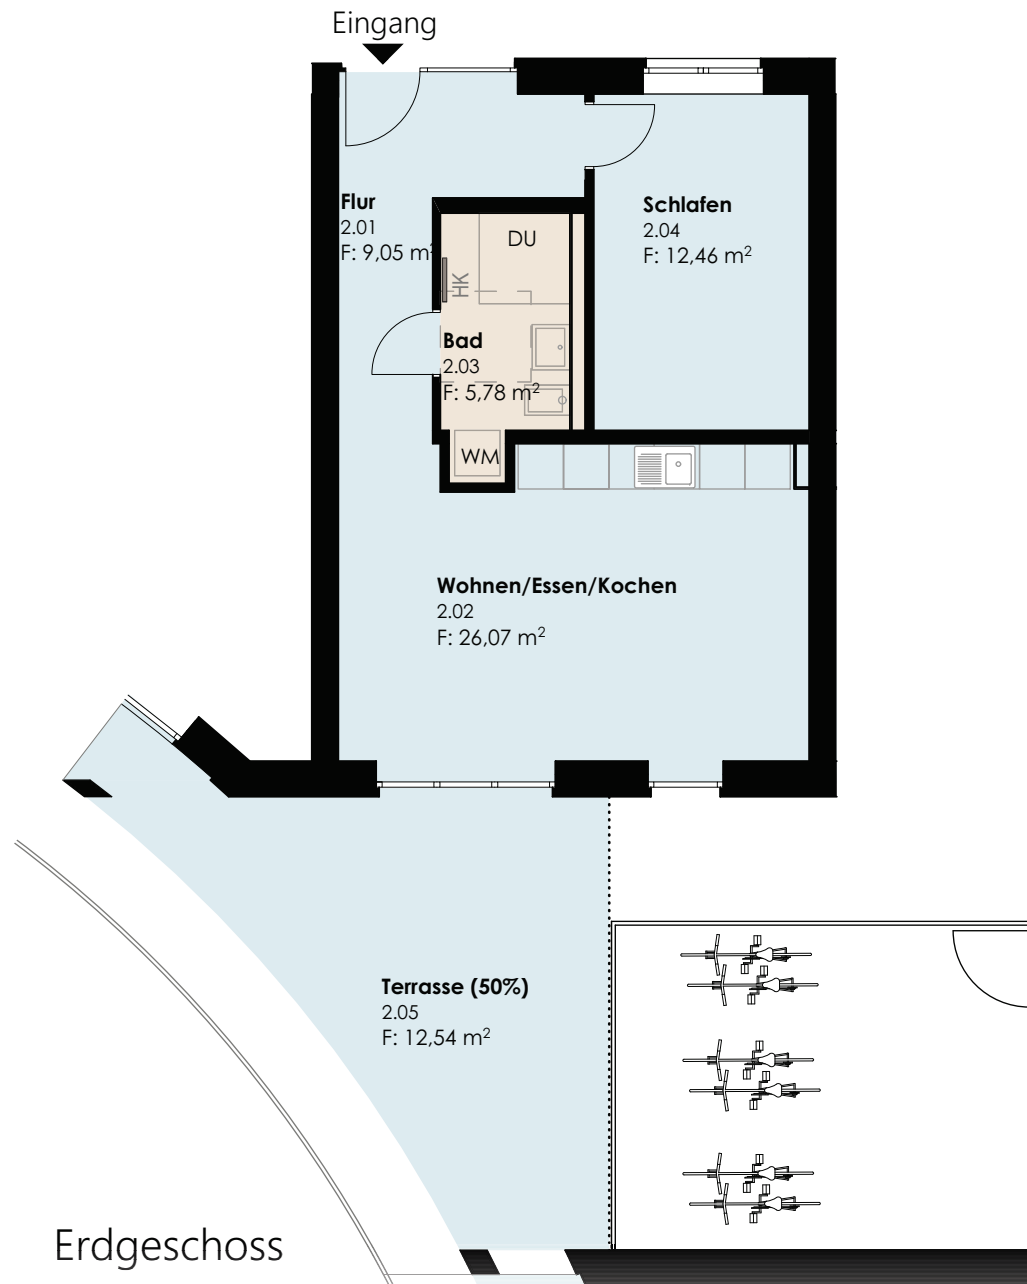 Eingang
Flur
2.01
F: 9,05 m²
Schlafen
2.04
F: 12,46 m²
DU
HK
Bad
2.03
F: 5,78 m²
WM
Wohnen/Essen/Kochen
2.02
F: 26,07 m²
Terrasse (50%)
2.05
F: 12,54 m²
Erdgeschoss